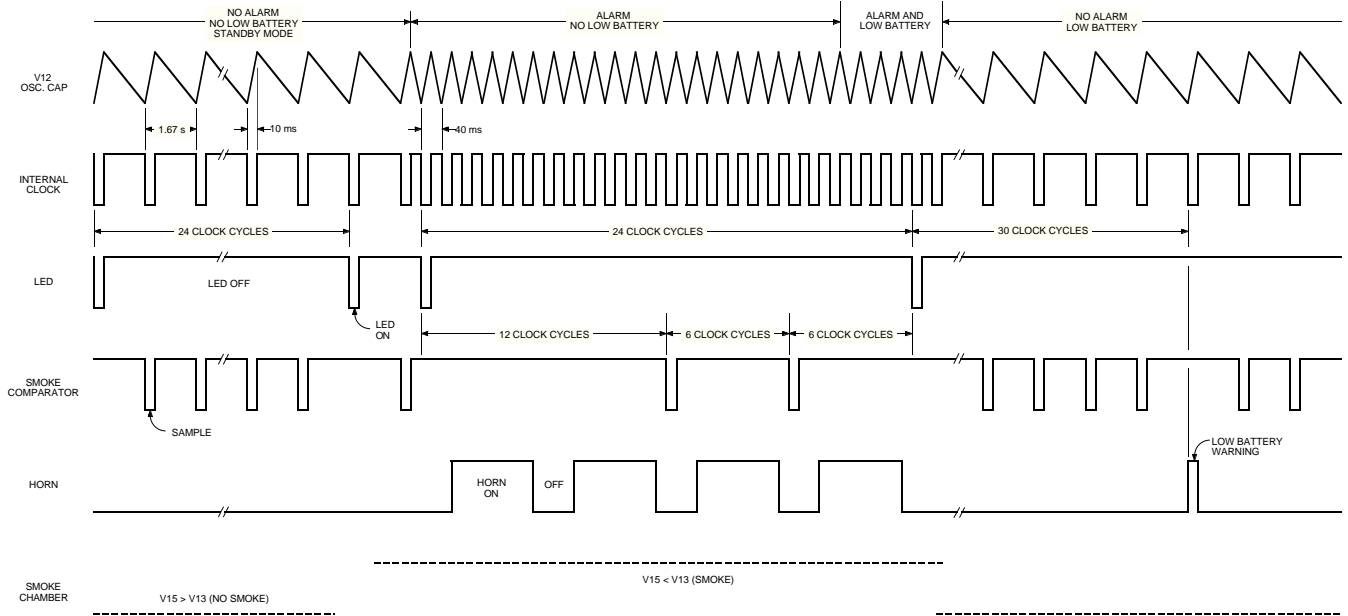 NO ALARM
NO LOW BATTERY
STANDBY MODE
ALARM
NO LOW BATTERY
ALARM AND
LOW BATTERY
NO ALARM
LOW BATTERY
V12
OSC. CAP
1.67 s
10 ms
40 ms
INTERNAL
CLOCK
24 CLOCK CYCLES
24 CLOCK CYCLES
30 CLOCK CYCLES
LED
LED OFF
LED
ON
12 CLOCK CYCLES
6 CLOCK CYCLES
6 CLOCK CYCLES
SMOKE
COMPARATOR
SAMPLE
LOW BATTERY
WARNING
HORN
HORN
ON
OFF
SMOKE
CHAMBER
V15 > V13 (NO SMOKE)
V15 < V13 (SMOKE)